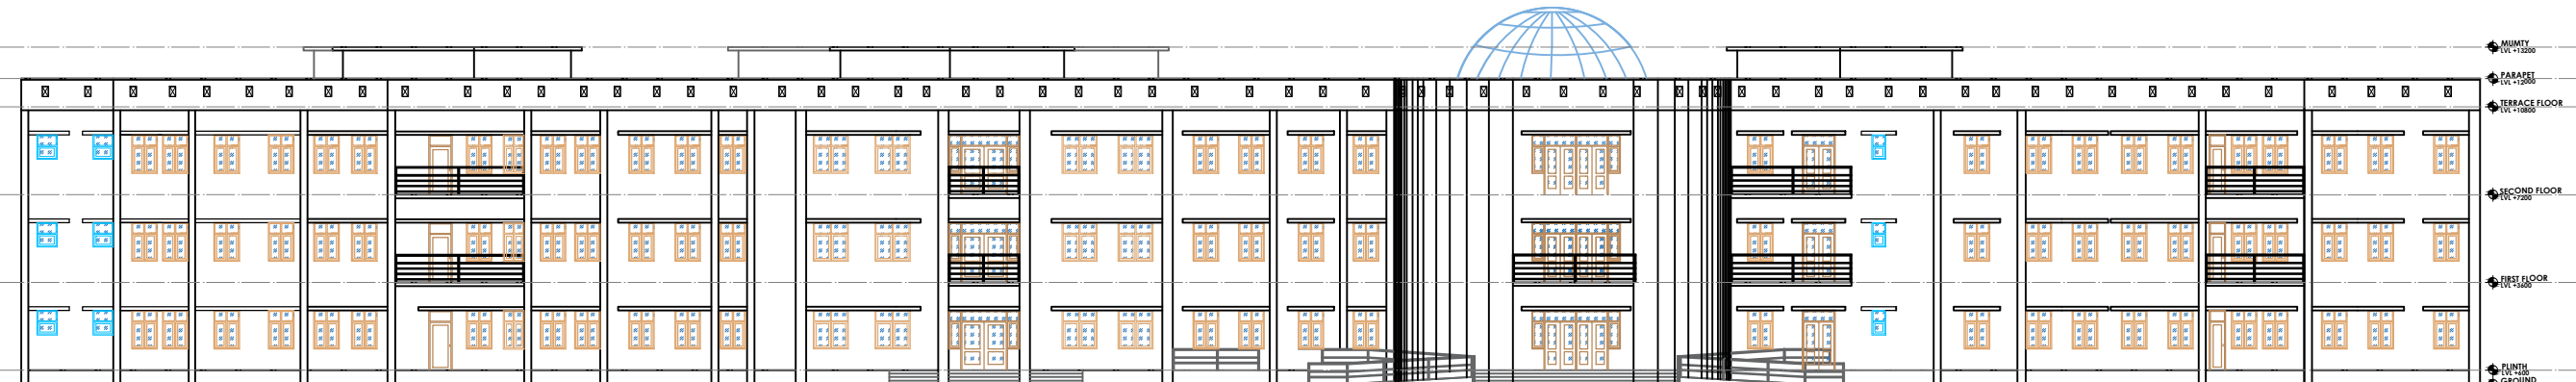 MUMTY
LVL +13200
PARAPET
LVL +12000
TERRACE FLOOR
LVL +10800
SECOND FLOOR
LVL +7200
FIRST FLOOR
LVL +3600
PLINTH
LVL +600
GROUND